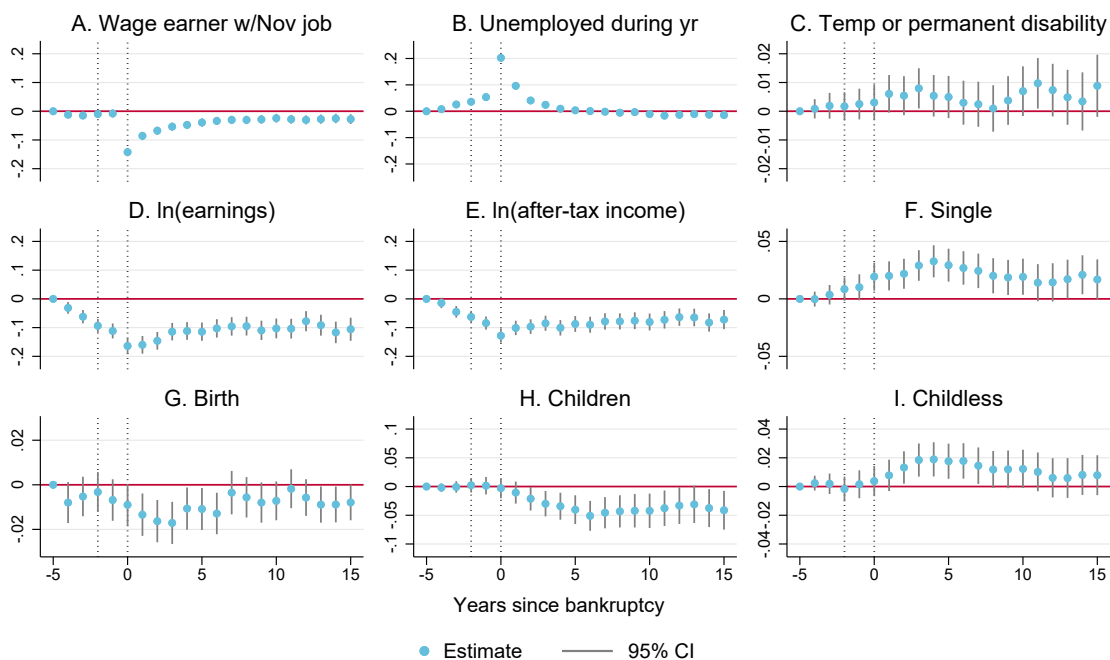 A. Wage earner w/Nov job
B. Unemployed during yr
C. Temp or permanent disability
.2
.1
0
-.1
-.2
.2
.1
0
-.1
-.2
.02
.01
0
-.01
-.02
D. ln(earnings)
E. ln(after-tax income)
F. Single
.2
.1
0
-.1
-.2
.2
.1
0
-.1
-.2
.05
0
-.05
G. Birth
H. Children
I. Childless
.02
0
-.02
.1
.05
0
-.05
-.1
.04
.02
0
-.02
-.04
-5 0 5 10 15
-5 0 5 10 15
-5 0 5 10 15
Years since bankruptcy
Estimate 95% CI